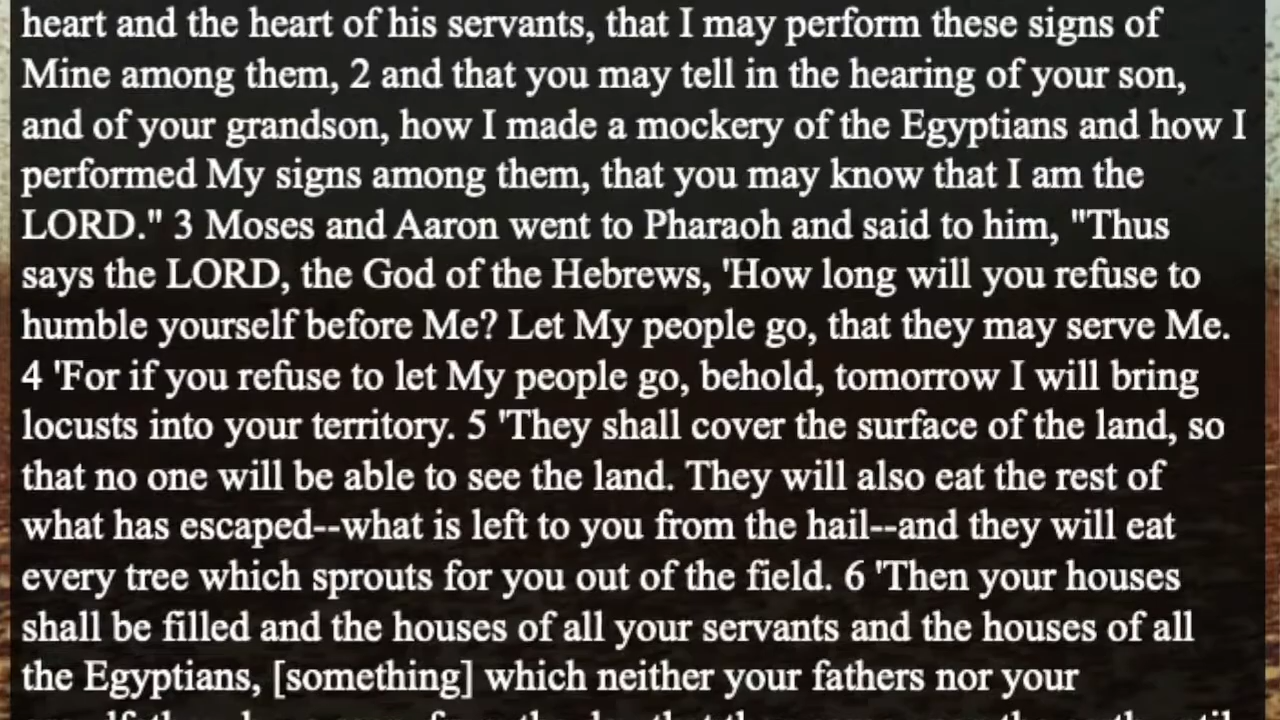 heart and the heart of his servants, that I may perform these signs of
Mine among them, 2 and that you may tell in the hearing of your son,
and of your grandson, how I made a mockery of the Egyptians and how I
performed My signs among them, that you may know that I am the
LORD." 3 Moses and Aaron went to Pharaoh and said to him, "Thus
says the LORD, the God of the Hebrews, 'How long will you refuse to
humble yourself before Me? Let My people go, that they may serve Me.
4 'For if you refuse to let My people go, behold, tomorrow I will bring
locusts into your territory. 5 'They shall cover the surface of the land, so
that no one will be able to see the land. They will also eat the rest of
what has escaped--what is left to you from the hail--and they will eat
every tree which sprouts for you out of the field. 6 'Then your houses
shall be filled and the houses of all your servants and the houses of all
the Egyptians, [something] which neither your fathers nor your